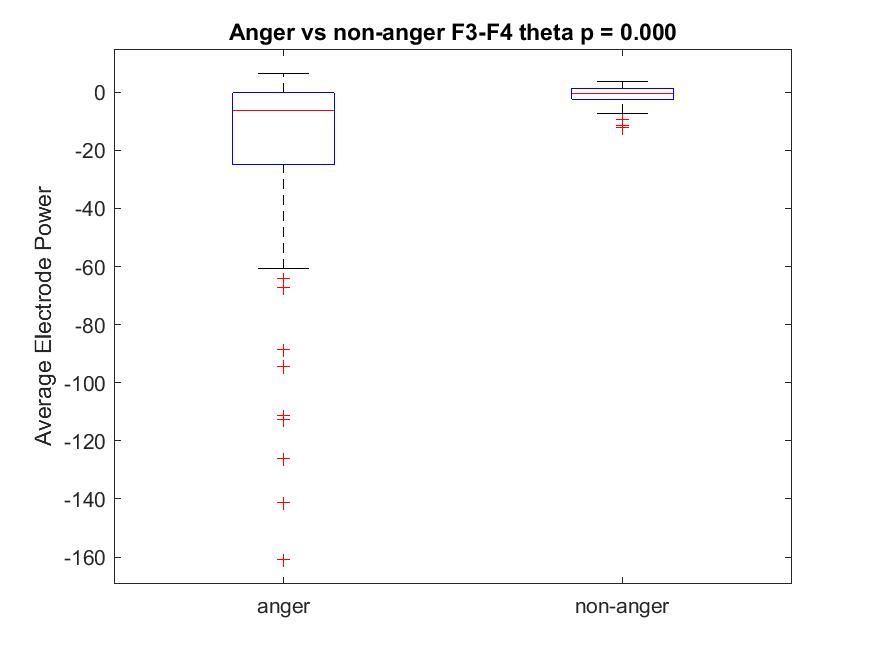 Anger vs non-anger F3-F4 theta p = 0.000
Average Electrode Power
0
-20
-40
-60
-80
-100
-120
-140
-160
anger
non-anger